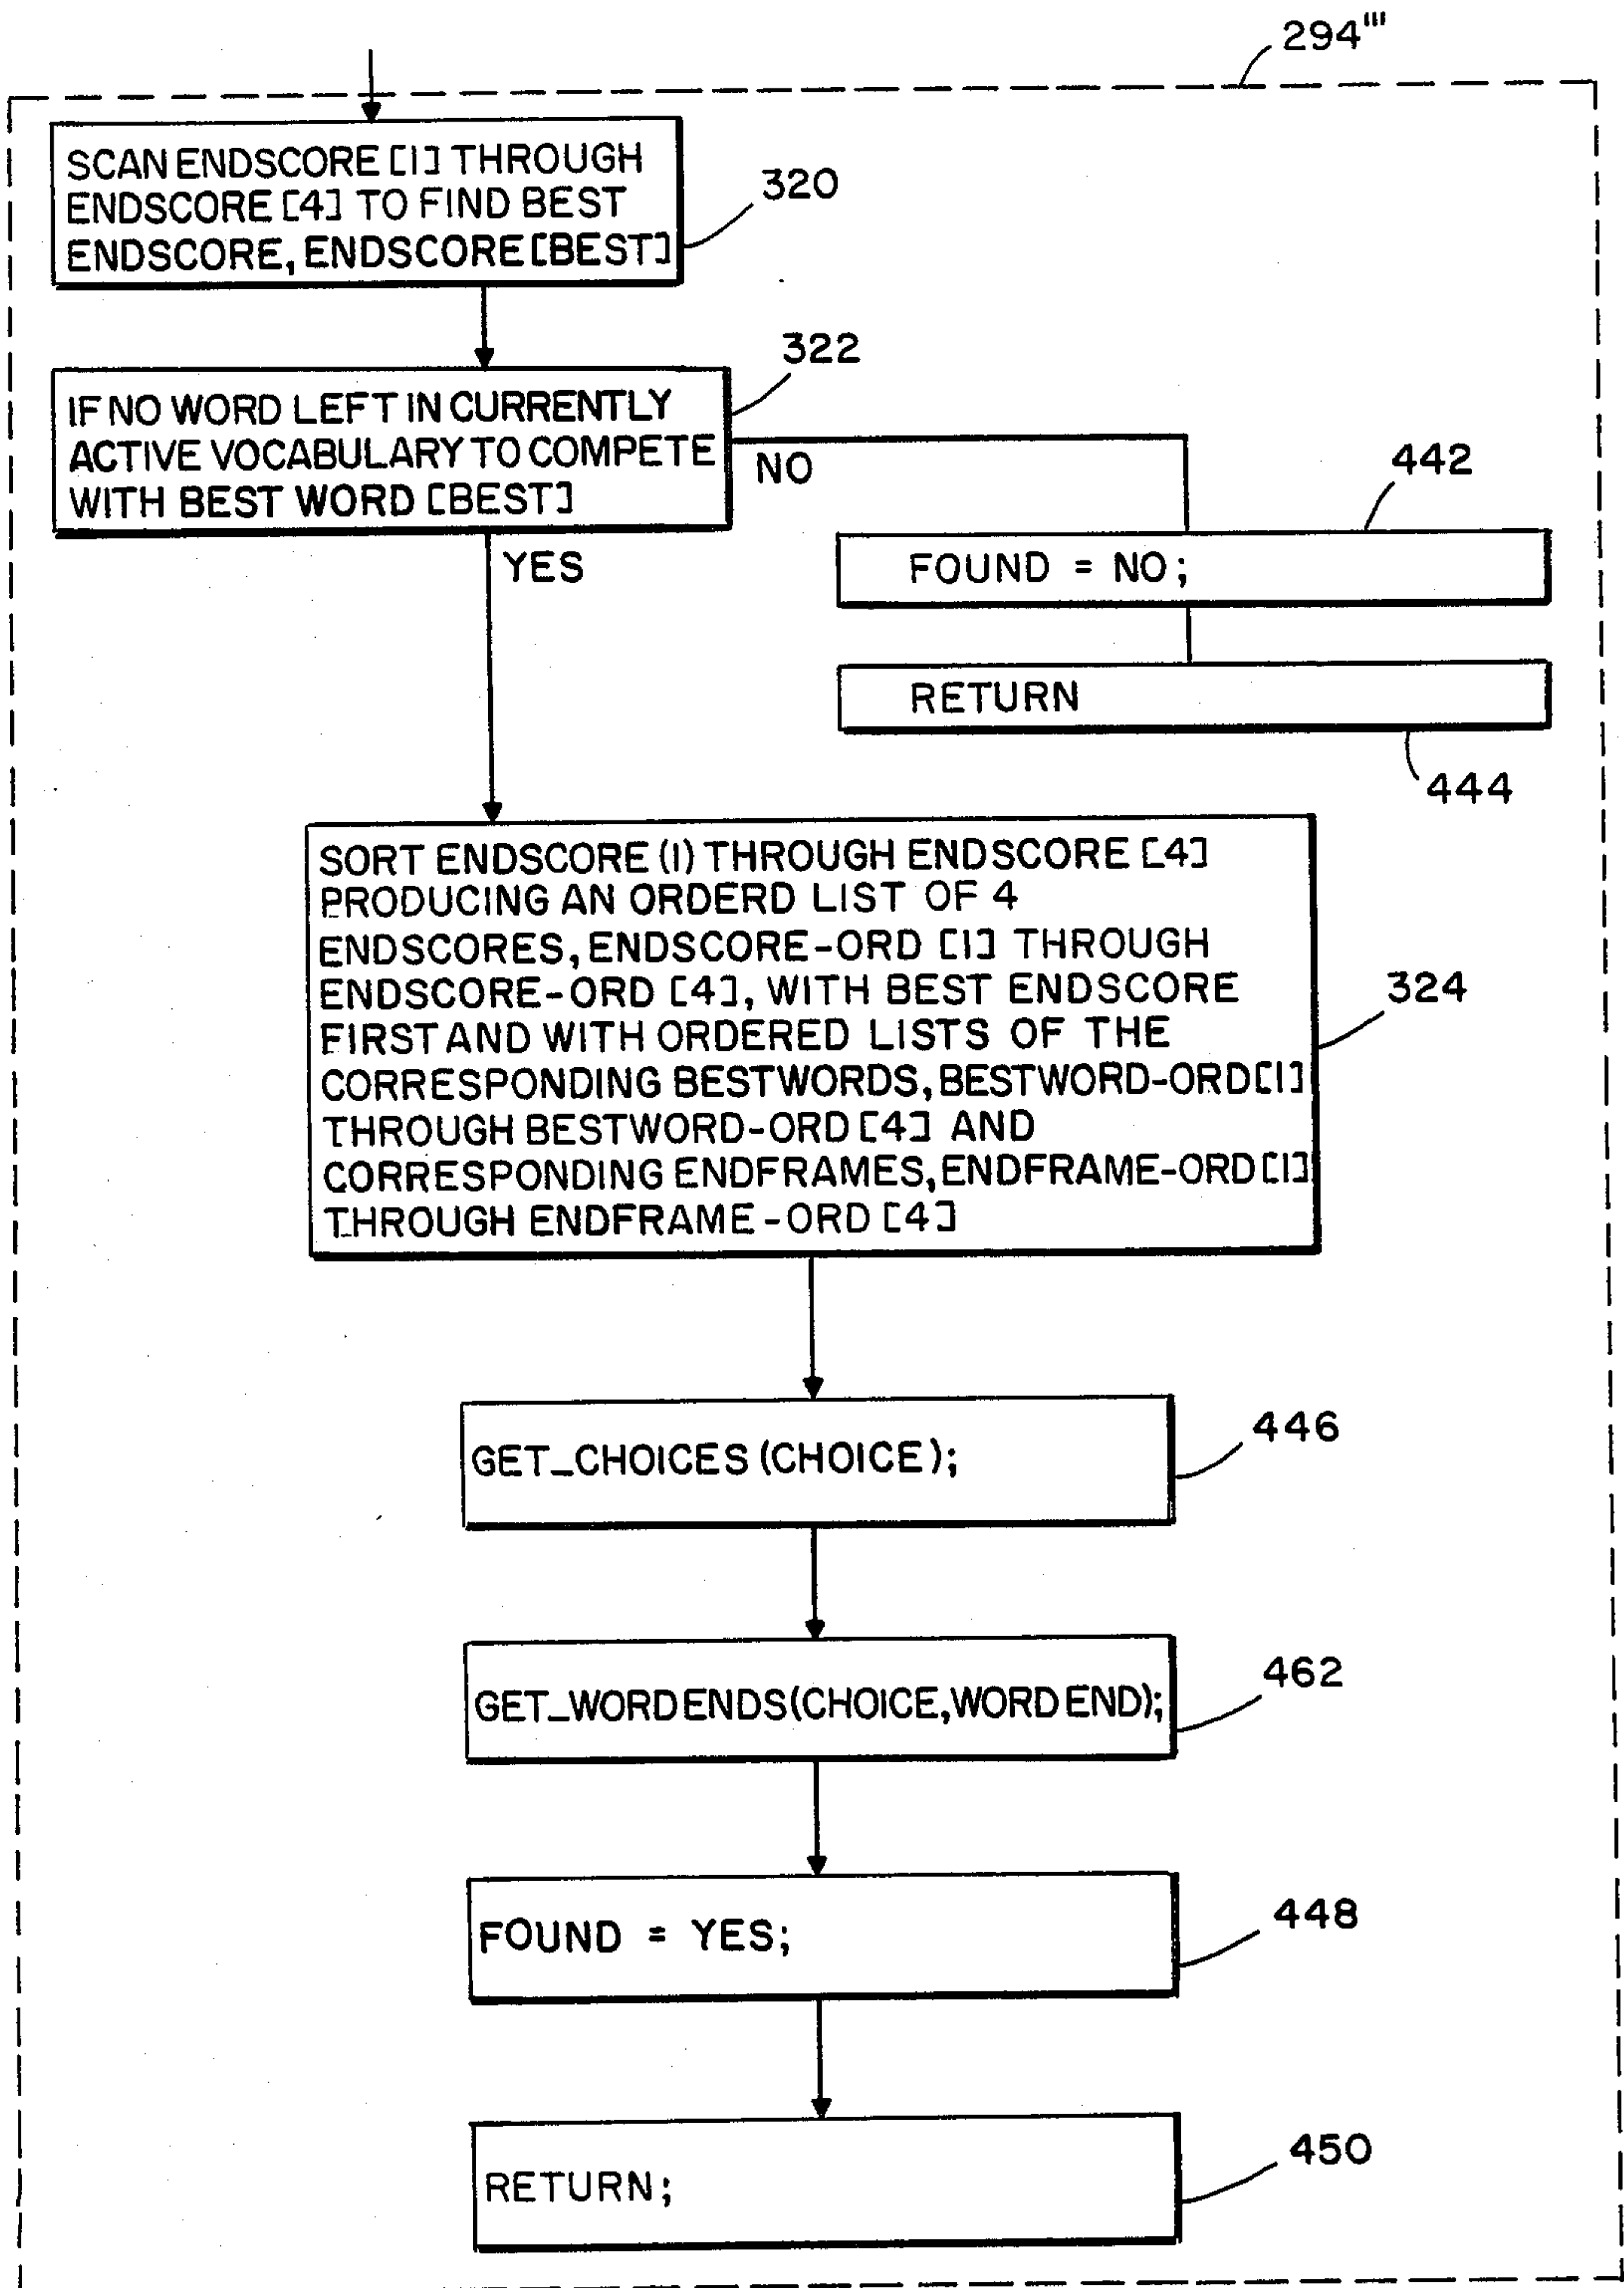 294'''
SCAN ENDSCORE [1] THROUGH
ENDSCORE [4] TO FIND BEST
ENDSCORE, ENDSCORE [BEST]
320
322
IF NO WORD LEFT IN CURRENTLY
ACTIVE VOCABULARY TO COMPETE
WITH BEST WORD [BEST]
NO
YES
442
FOUND = NO;
RETURN
444
SORT ENDSCORE (1) THROUGH ENDSCORE [4]
PRODUCING AN ORDERD LIST OF 4
ENDSCORES, ENDSCORE-ORD [1] THROUGH
ENDSCORE-ORD [4], WITH BEST ENDSCORE
FIRST AND WITH ORDERED LISTS OF THE
CORRESPONDING BESTWORDS, BESTWORD-ORD [1]
THROUGH BESTWORD-ORD [4] AND
CORRESPONDING ENDFRAMES, ENDFRAME-ORD [1]
THROUGH ENDFRAME-ORD [4]
324
GET_CHOICES (CHOICE);
446
GET_WORDENDS(CHOICE, WORD END);
462
FOUND = YES;
448
RETURN;
450